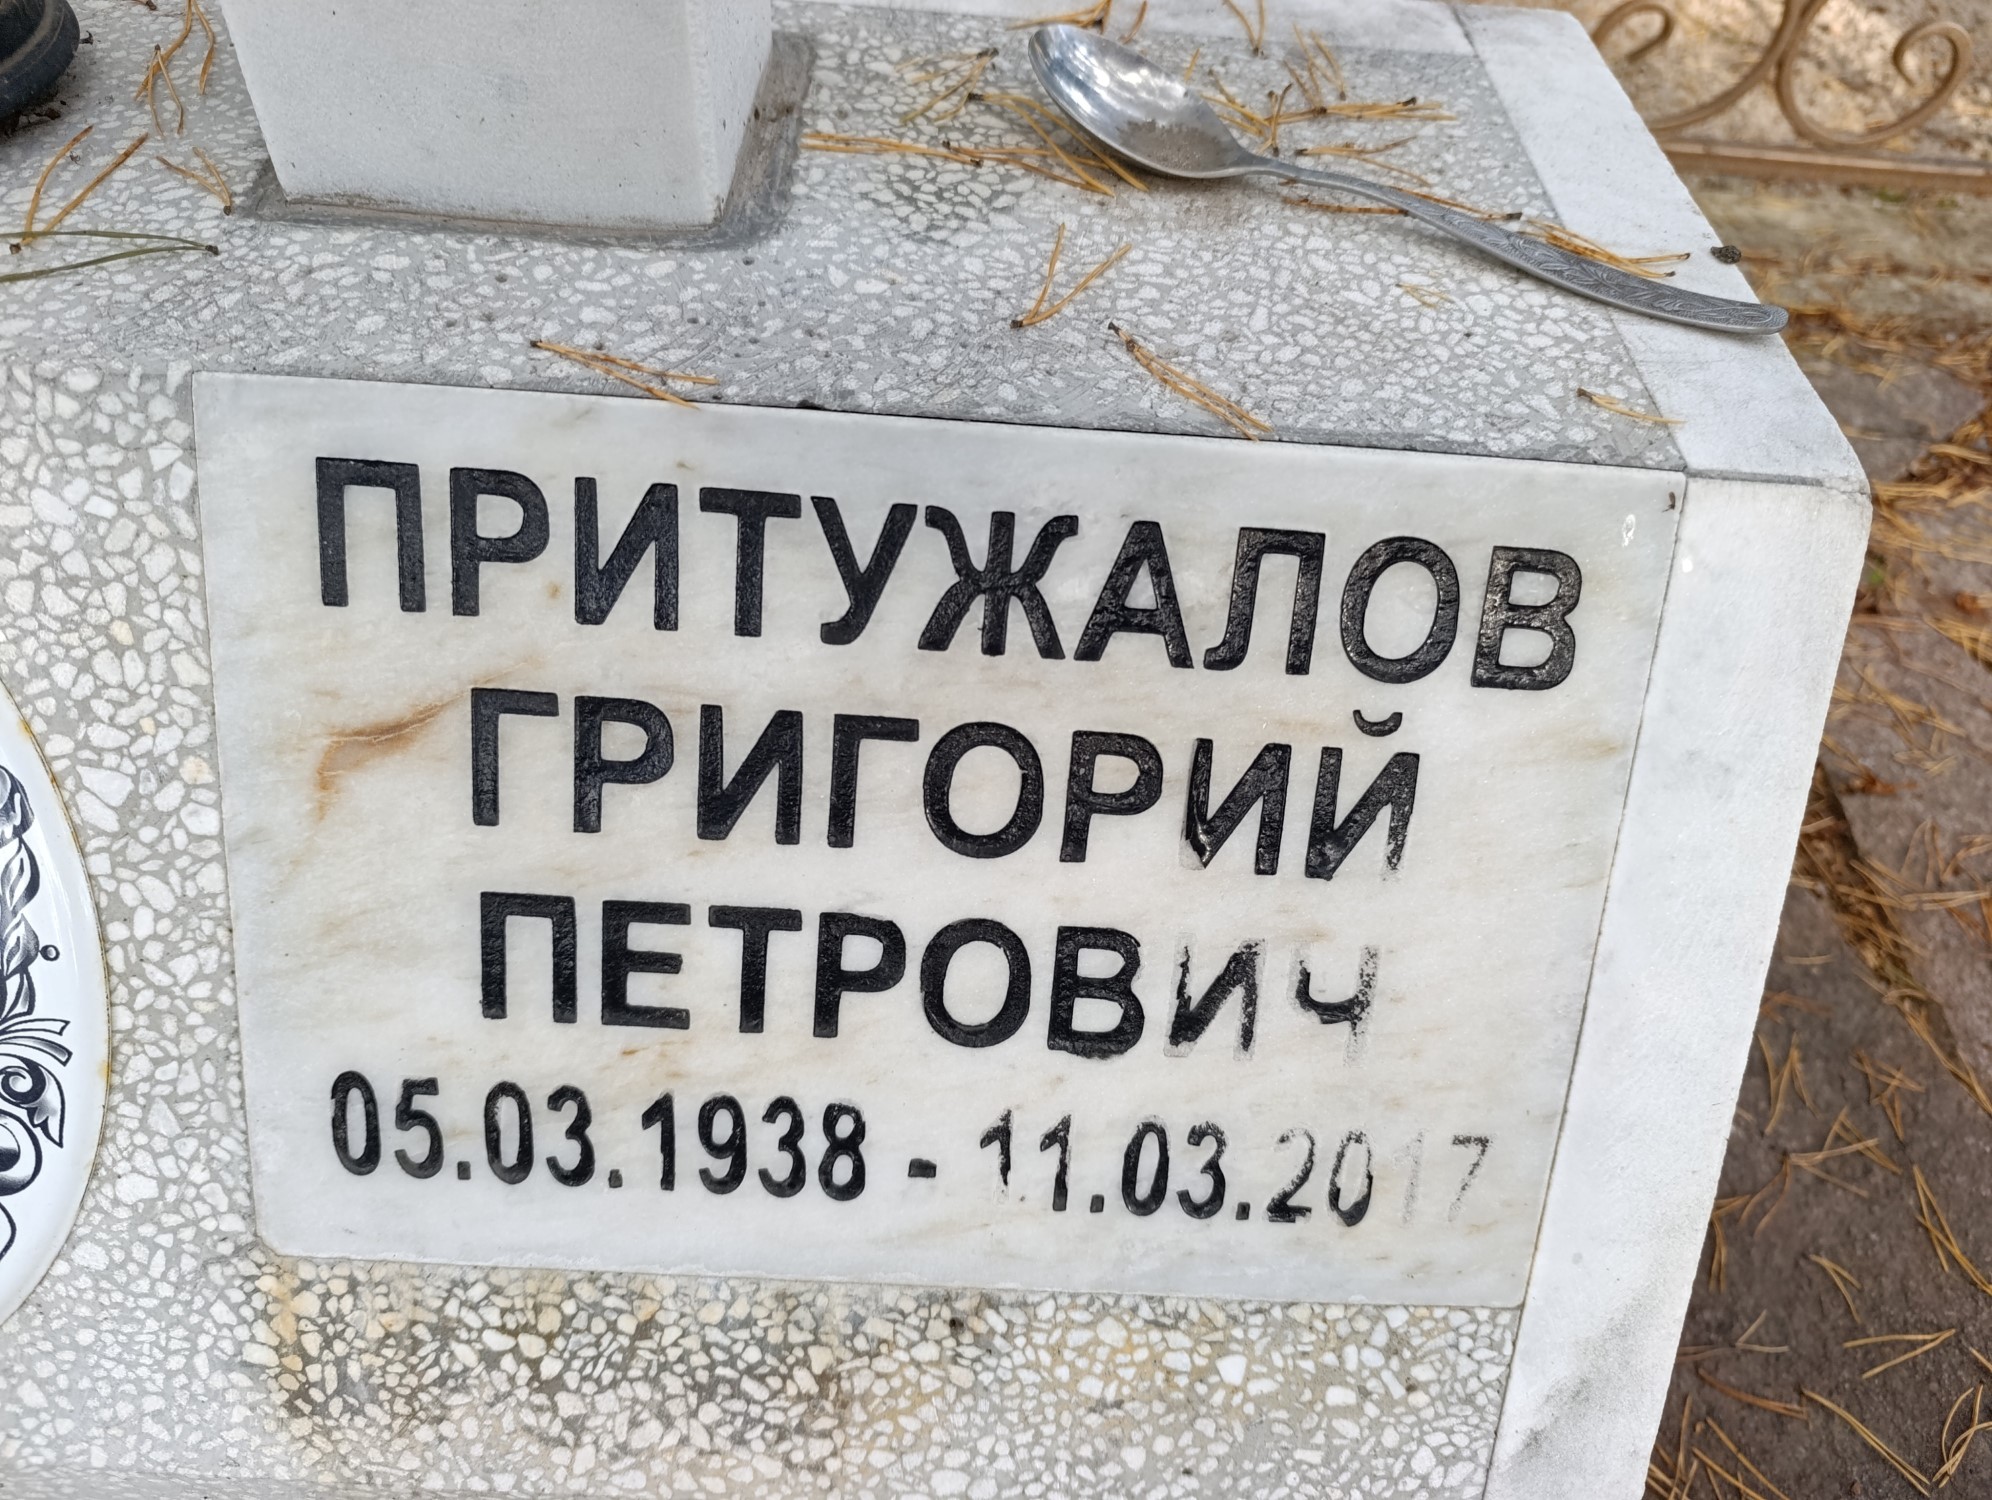 ПРИТУЖАЛОВ
ГРИГОРИЙ
ПЕТРОВИЧ
05.03.1938 - 11.03.2017